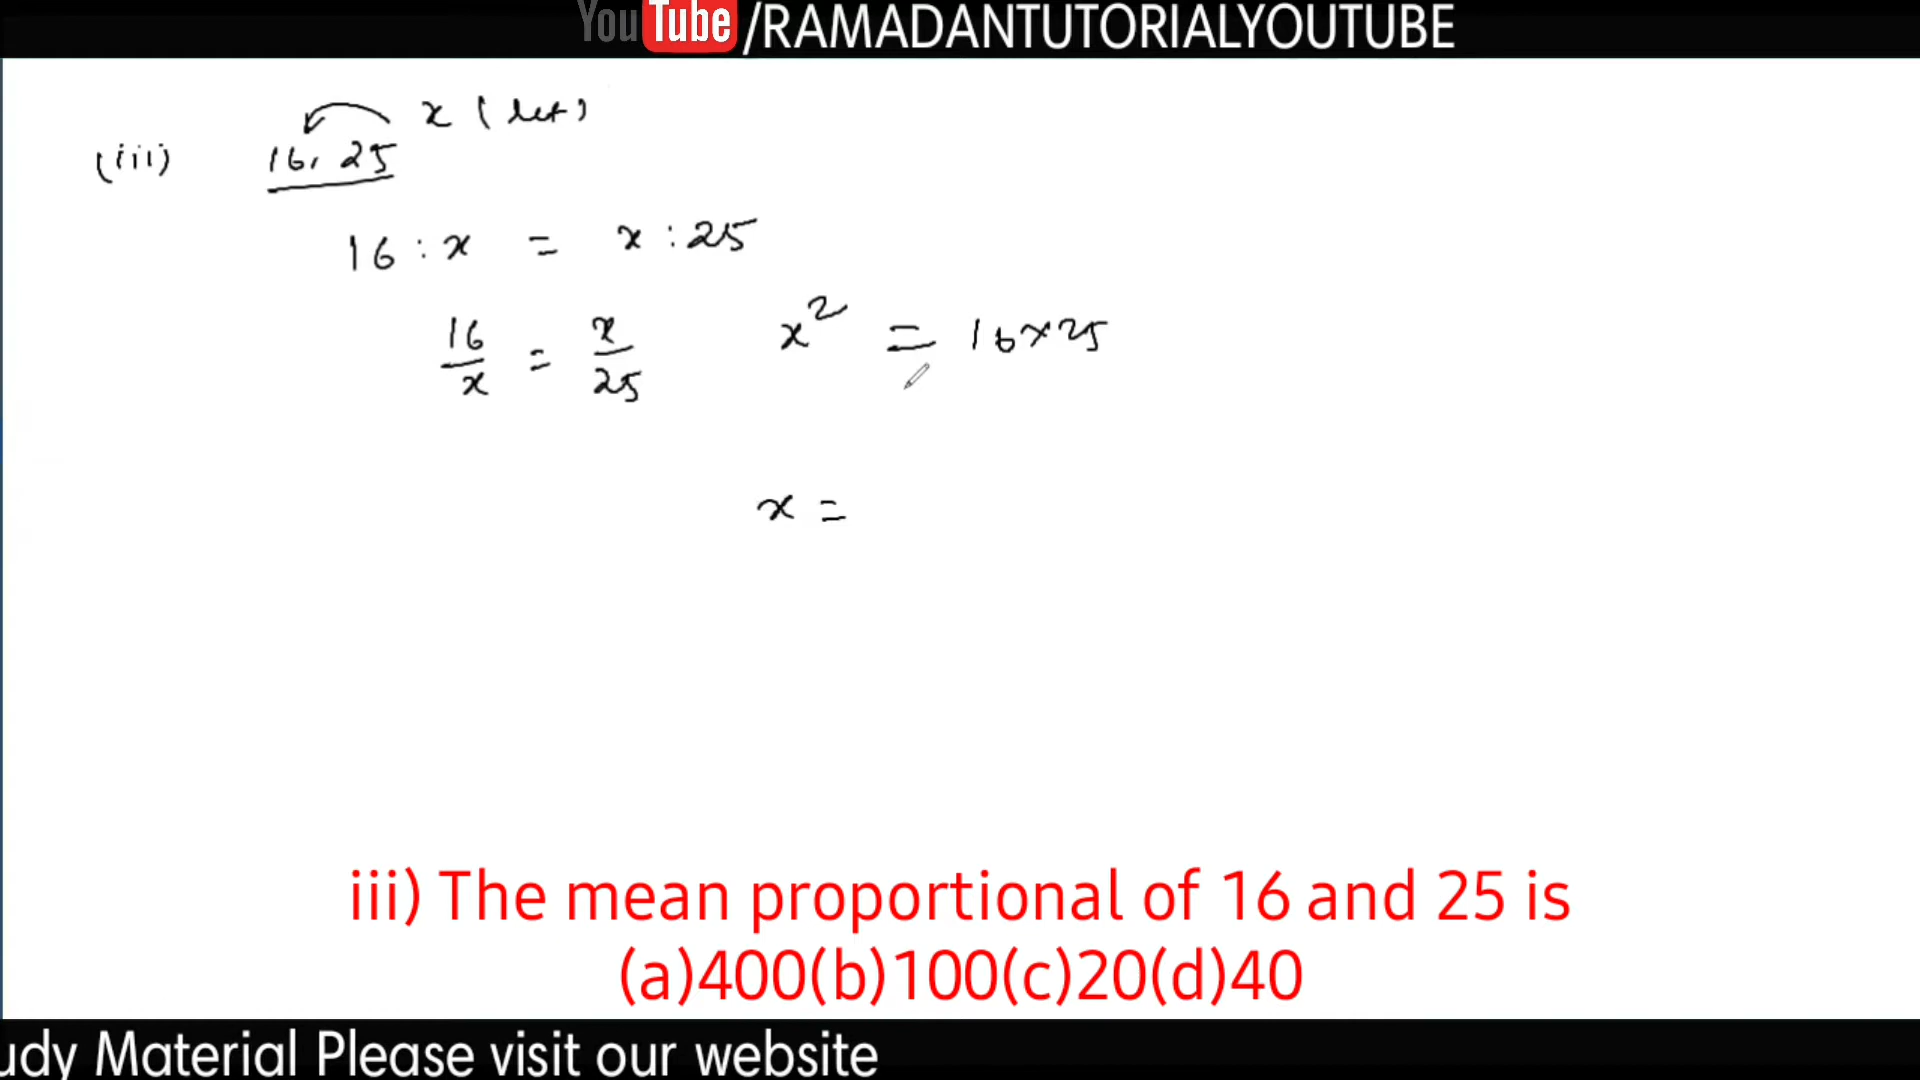 YouTube/RAMADANTUTORIALYOUTUBE
x (let)
(iii) 16, 25
16 : x = x : 25
16/x = x/25 x² = 16×25
x =
iii) The mean proportional of 16 and 25 is
(a)400(b)100(c)20(d)40
udy Material Please visit our website